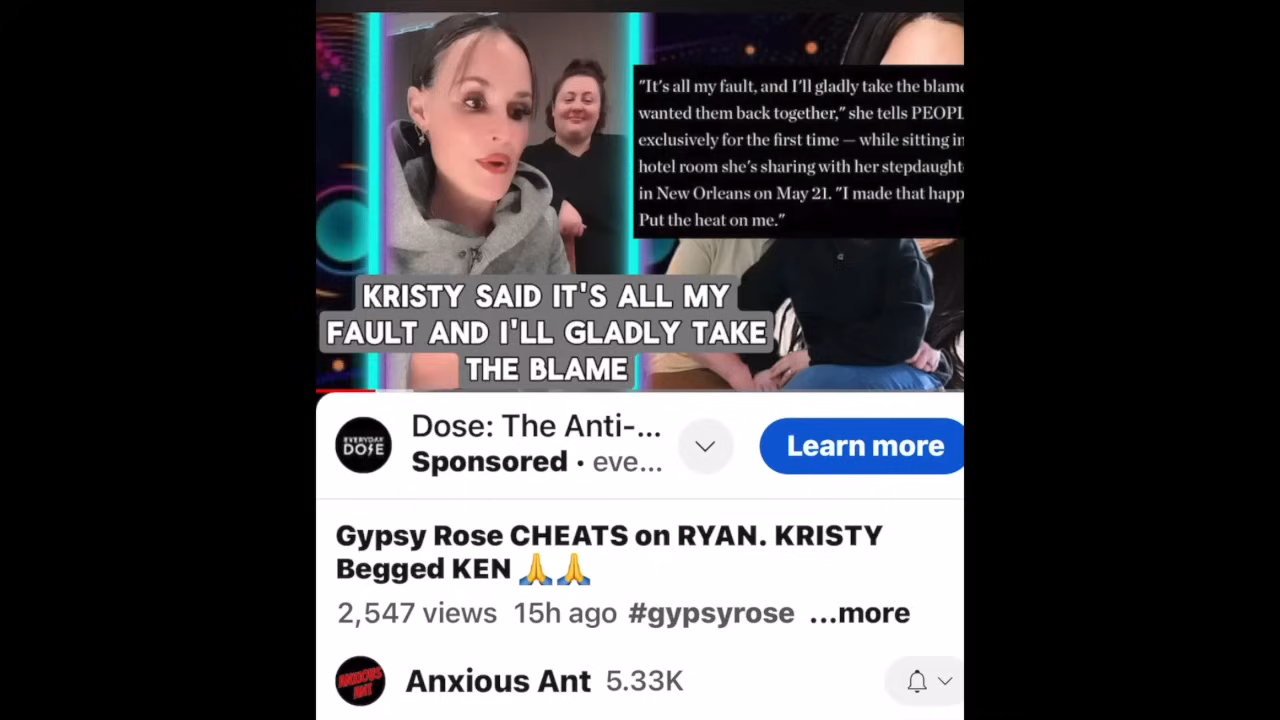 "It's all my fault, and I'll gladly take the blame
wanted them back together," she tells PEOPL
exclusively for the first time — while sitting in
hotel room she's sharing with her stepdaught
in New Orleans on May 21. "I made that happ
Put the heat on me."
KRISTY SAID IT'S ALL MY
FAULT AND I'LL GLADLY TAKE
THE BLAME
EVERYDAY
DOSE
Dose: The Anti-...
Sponsored • eve...
Learn more
Gypsy Rose CHEATS on RYAN. KRISTY
Begged KEN 🙏🙏
2,547 views 15h ago #gypsyrose ...more
ANXIOUS
ANT
Anxious Ant 5.33K